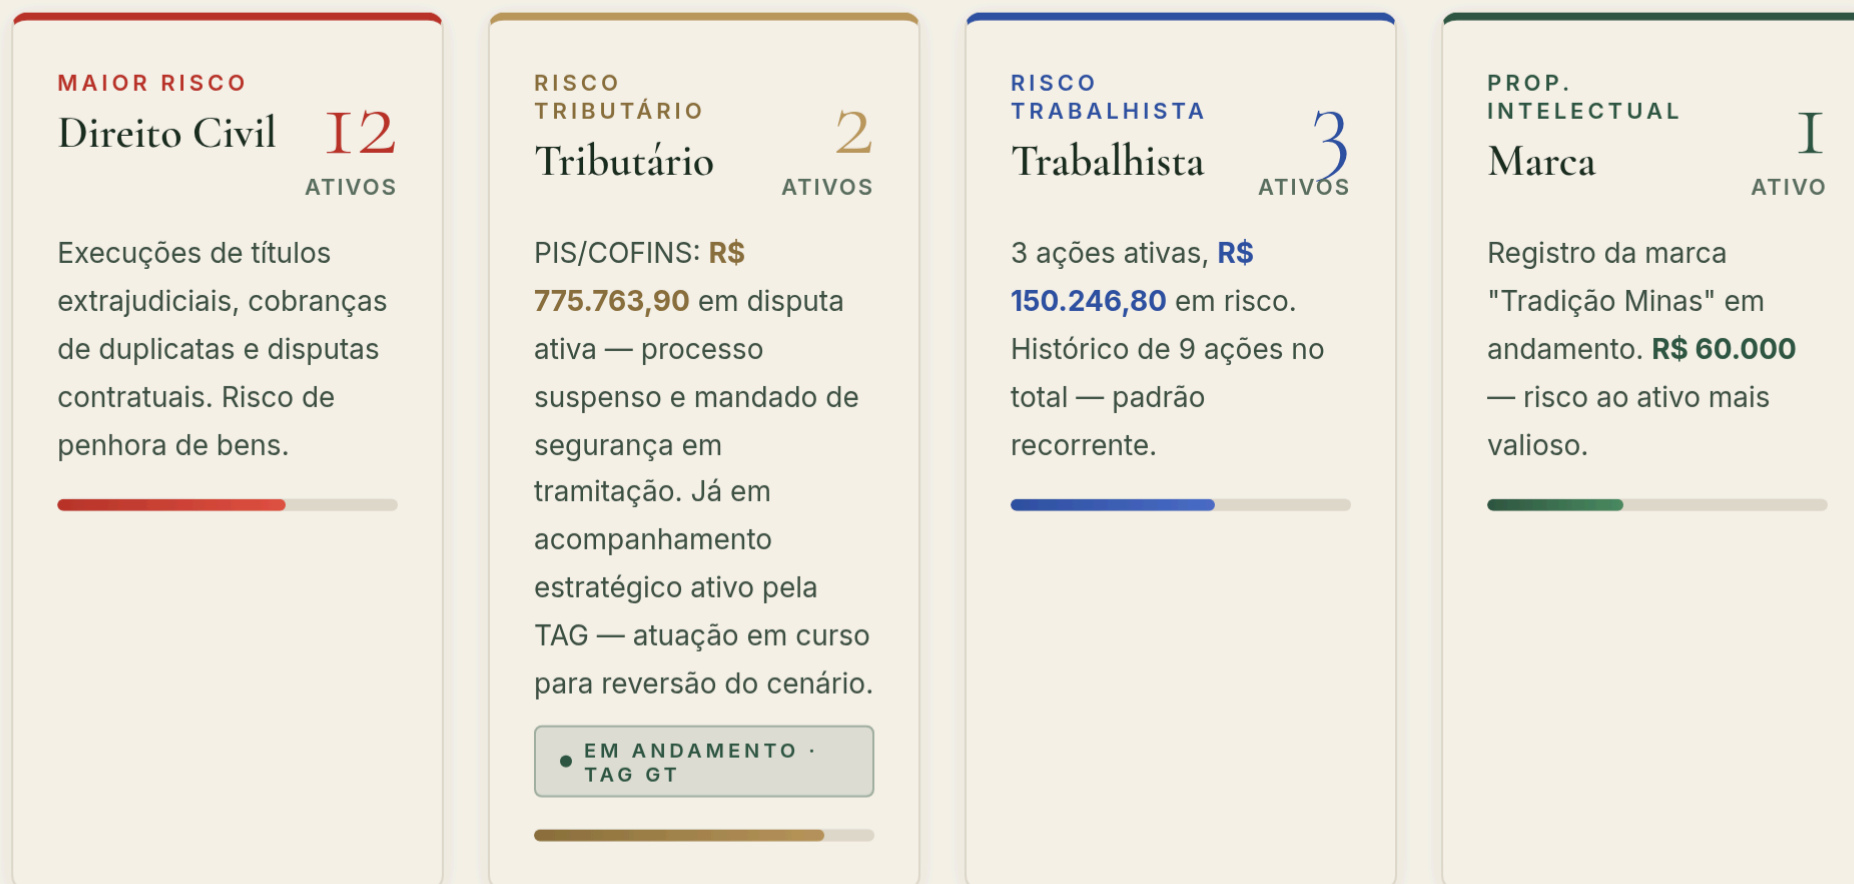 MAIOR RISCO
Direito Civil
12
ATIVOS
Execuções de títulos
extrajudiciais, cobranças
de duplicatas e disputas
contratuais. Risco de
penhora de bens.
RISCO
TRIBUTÁRIO
Tributário
2
ATIVOS
PIS/COFINS: R$
775.763,90 em disputa
ativa — processo
suspenso e mandado de
segurança em
tramitação. Já em
acompanhamento
estratégico ativo pela
TAG — atuação em curso
para reversão do cenário.
EM ANDAMENTO ·
TAG GT
RISCO
TRABALHISTA
Trabalhista
3
ATIVOS
3 ações ativas, R$
150.246,80 em risco.
Histórico de 9 ações no
total — padrão
recorrente.
PROP.
INTELECTUAL
Marca
1
ATIVO
Registro da marca
"Tradição Minas" em
andamento. R$ 60.000
— risco ao ativo mais
valioso.